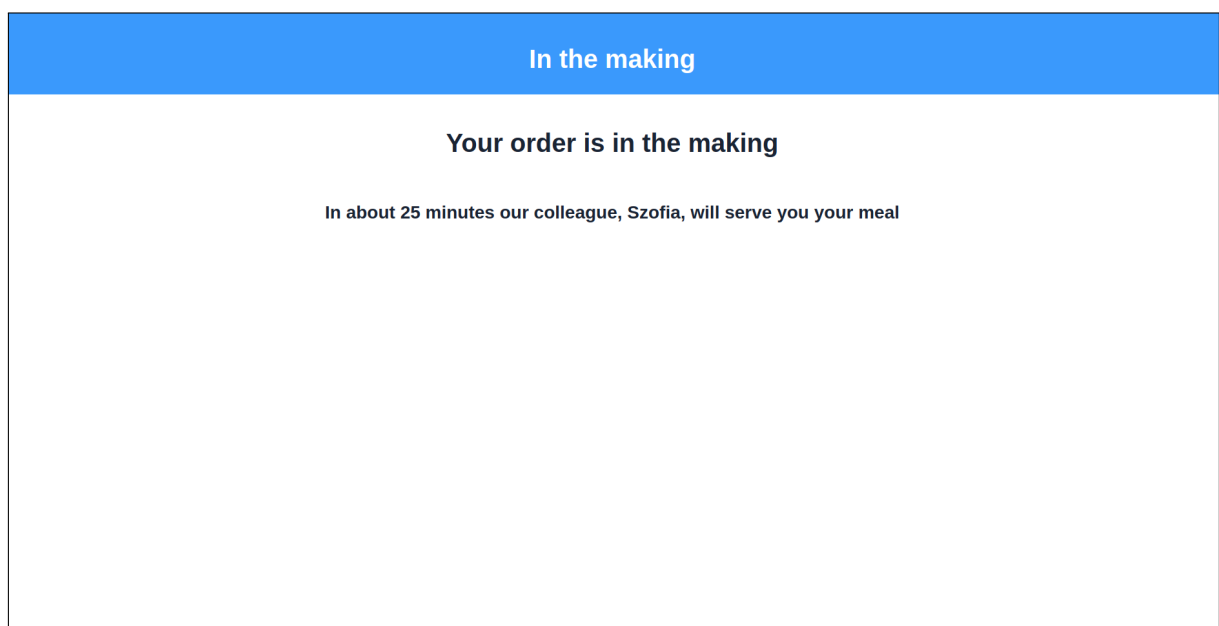 In the making
Your order is in the making
In about 25 minutes our colleague, Szofia, will serve you your meal